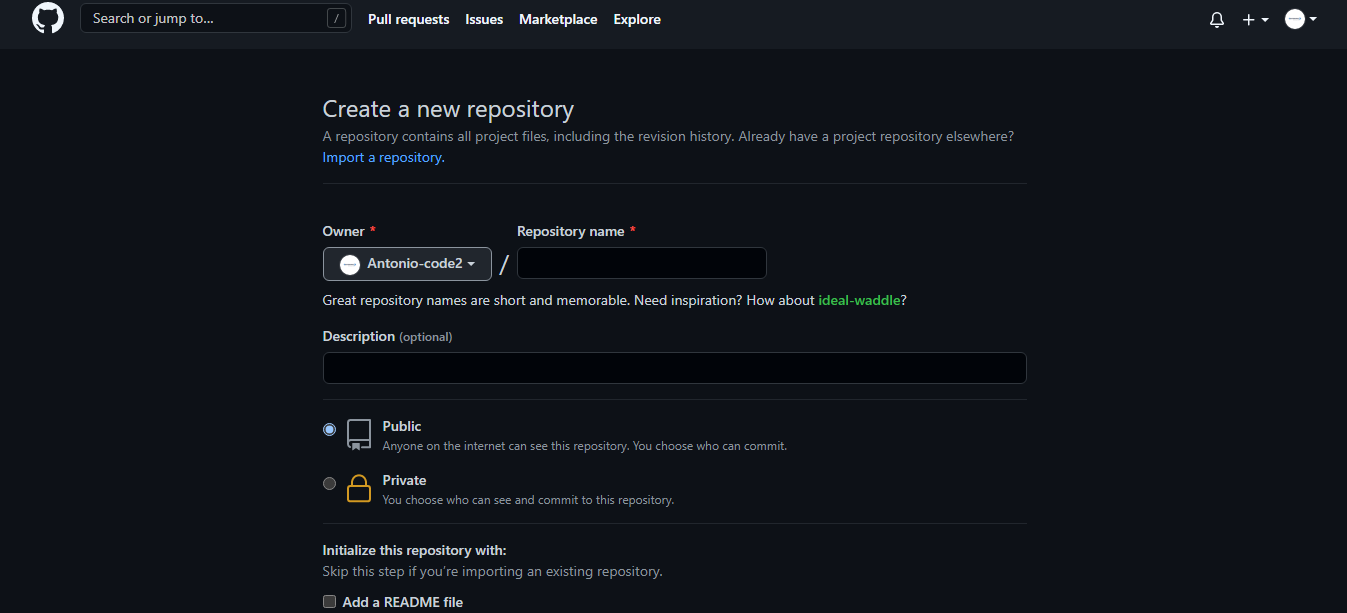 Search or jump to... /
Pull requests Issues Marketplace Explore
Create a new repository
A repository contains all project files, including the revision history. Already have a project repository elsewhere?
Import a repository.
Owner * Repository name *
Antonio-code2 /
Great repository names are short and memorable. Need inspiration? How about ideal-waddle?
Description (optional)
Public
Anyone on the internet can see this repository. You choose who can commit.
Private
You choose who can see and commit to this repository.
Initialize this repository with:
Skip this step if you’re importing an existing repository.
Add a README file